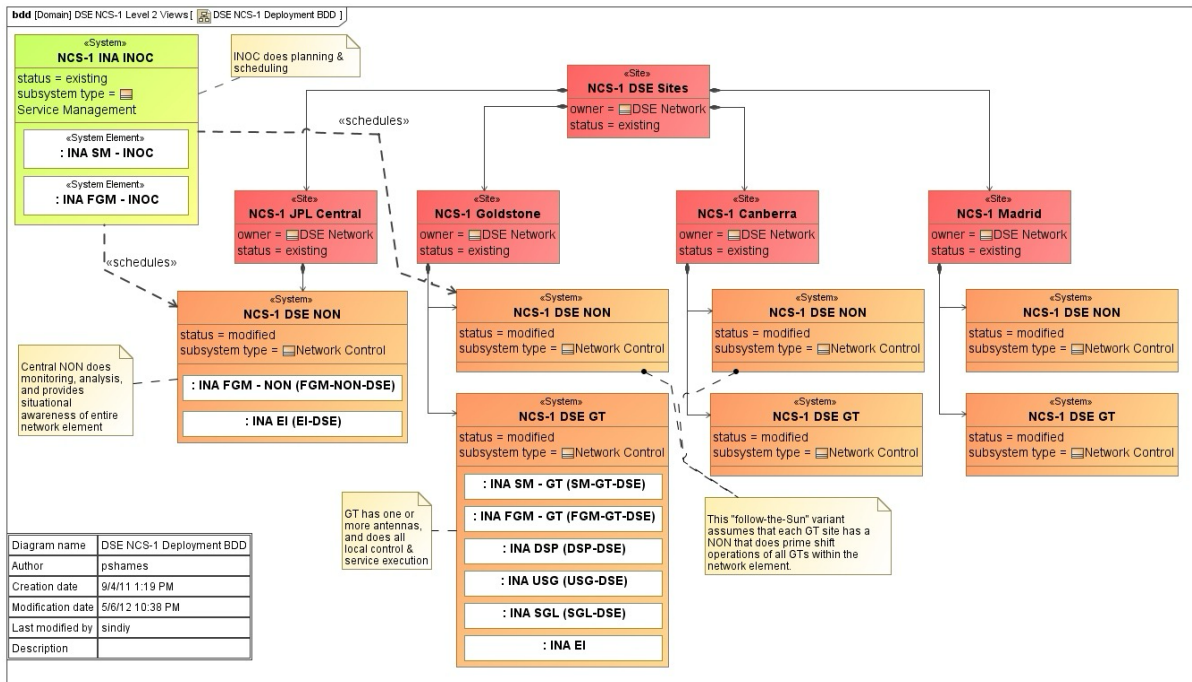 bdd [Domain] DSE NCS-1 Level 2 Views [ DSE NCS-1 Deployment BDD ]
«System»
NCS-1 INA INOC
status = existing
subsystem type =
Service Management
«System Element»
: INA SM - INOC
«System Element»
: INA FGM - INOC
INOC does planning &
scheduling
«schedules»
«schedules»
«Site»
NCS-1 DSE Sites
owner = DSE Network
status = existing
«Site»
NCS-1 JPL Central
owner = DSE Network
status = existing
«Site»
NCS-1 Goldstone
owner = DSE Network
status = existing
«Site»
NCS-1 Canberra
owner = DSE Network
status = existing
«Site»
NCS-1 Madrid
owner = DSE Network
status = existing
«System»
NCS-1 DSE NON
status = modified
subsystem type = Network Control
: INA FGM - NON (FGM-NON-DSE)
: INA EI (EI-DSE)
Central NON does
monitoring, analysis,
and provides
situational
awareness of entire
network element
«System»
NCS-1 DSE NON
status = modified
subsystem type = Network Control
«System»
NCS-1 DSE NON
status = modified
subsystem type = Network Control
«System»
NCS-1 DSE NON
status = modified
subsystem type = Network Control
«System»
NCS-1 DSE GT
status = modified
subsystem type = Network Control
: INA SM - GT (SM-GT-DSE)
: INA FGM - GT (FGM-GT-DSE)
: INA DSP (DSP-DSE)
: INA USG (USG-DSE)
: INA SGL (SGL-DSE)
: INA EI
«System»
NCS-1 DSE GT
status = modified
subsystem type = Network Control
«System»
NCS-1 DSE GT
status = modified
subsystem type = Network Control
GT has one or
more antennas,
and does all
local control &
service execution
This "follow-the-Sun" variant
assumes that each GT site has a
NON that does prime shift
operations of all GTs within the
network element.
Diagram name DSE NCS-1 Deployment BDD
Author pshames
Creation date 9/4/11 1:19 PM
Modification date 5/6/12 10:38 PM
Last modified by sindiy
Description